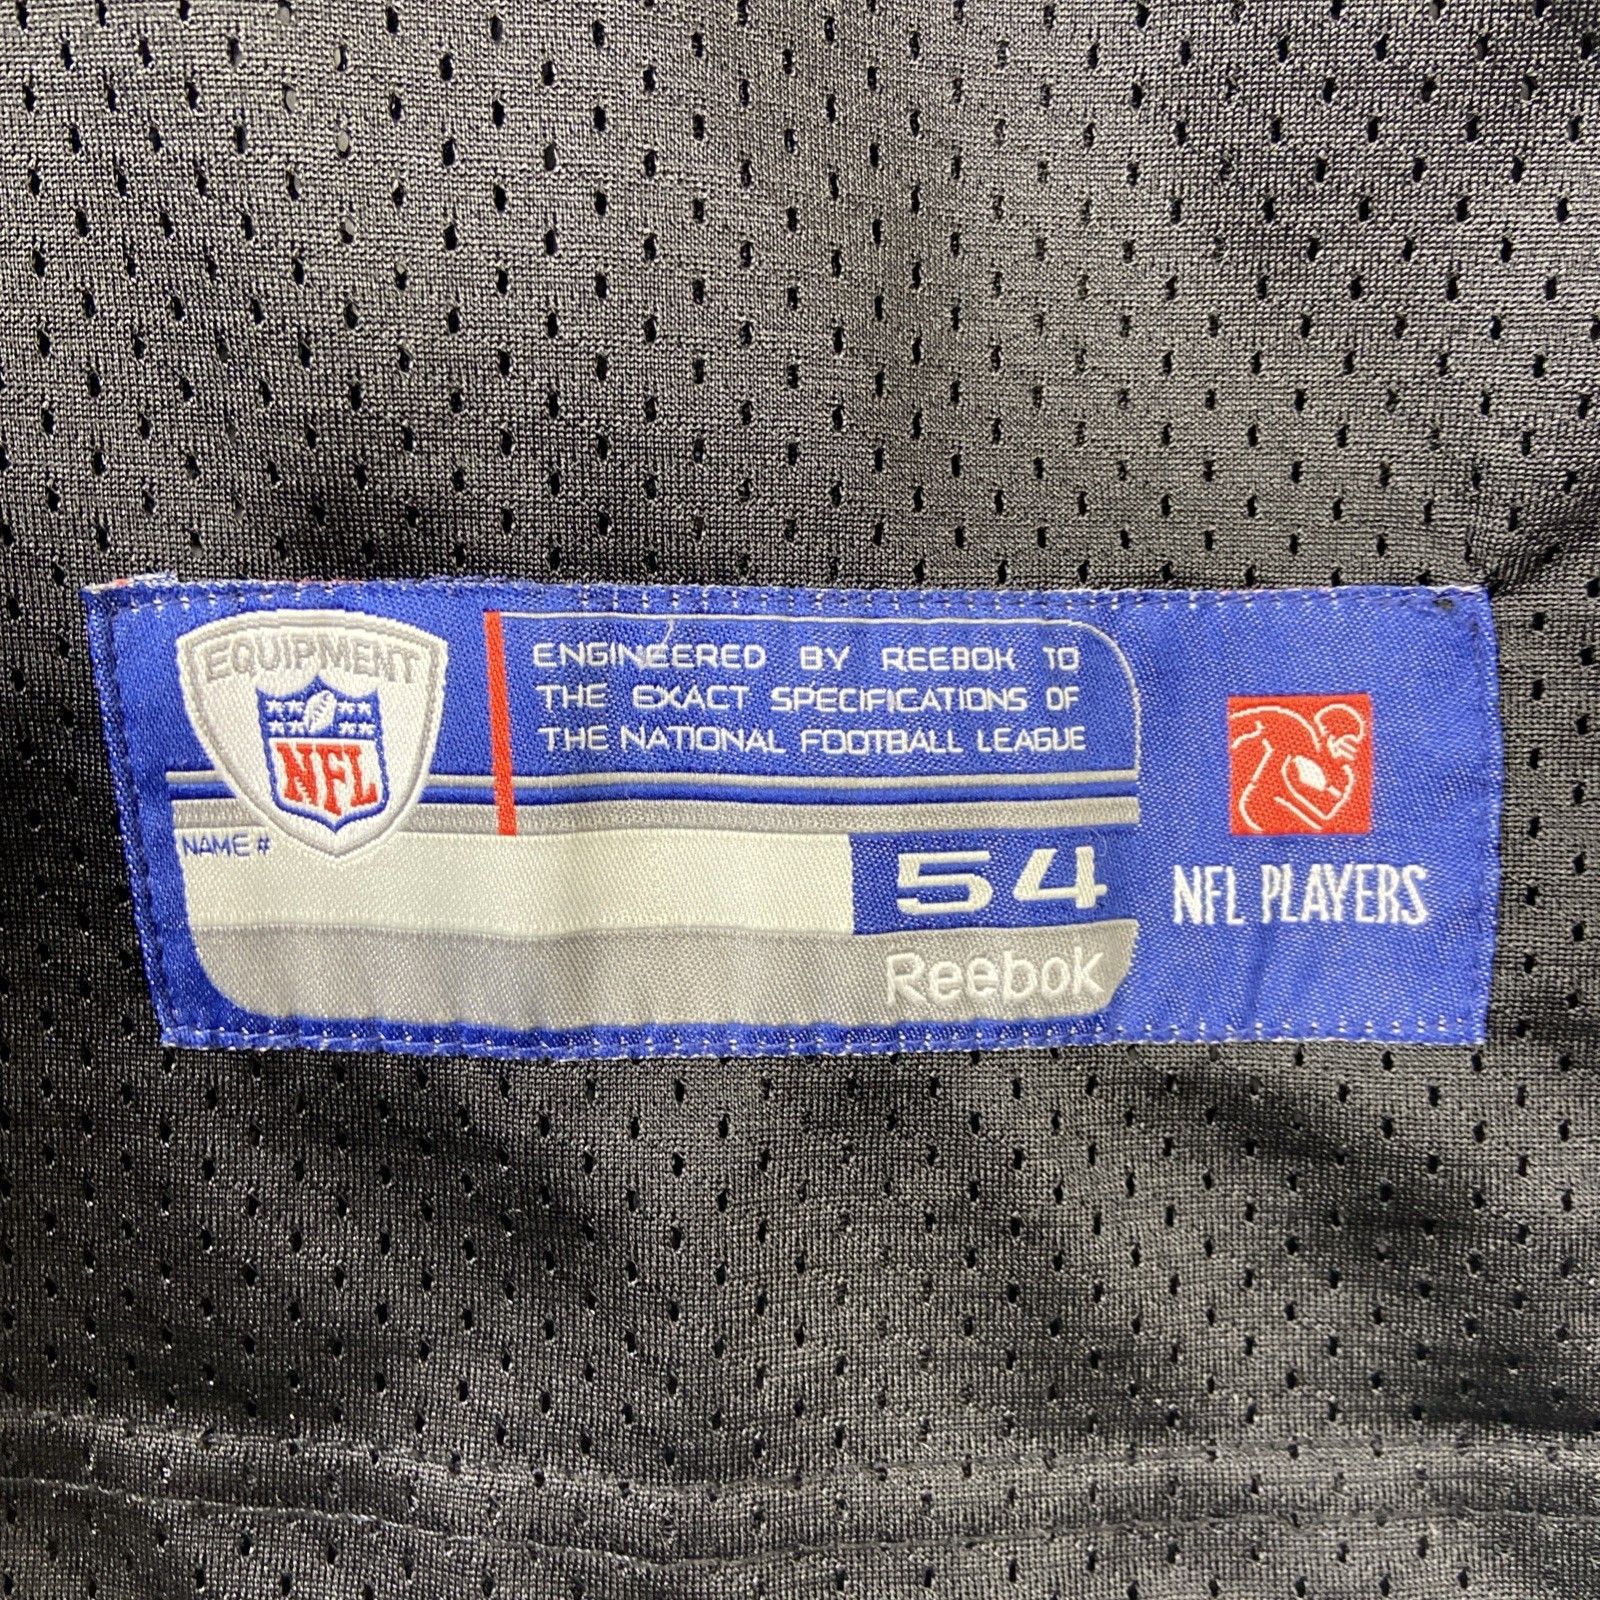 EQUIPMENT
NFL
ENGINEERED BY REEBOK TO
THE EXACT SPECIFICATIONS OF
THE NATIONAL FOOTBALL LEAGUE
NAME #
54
Reebok
NFL PLAYERS